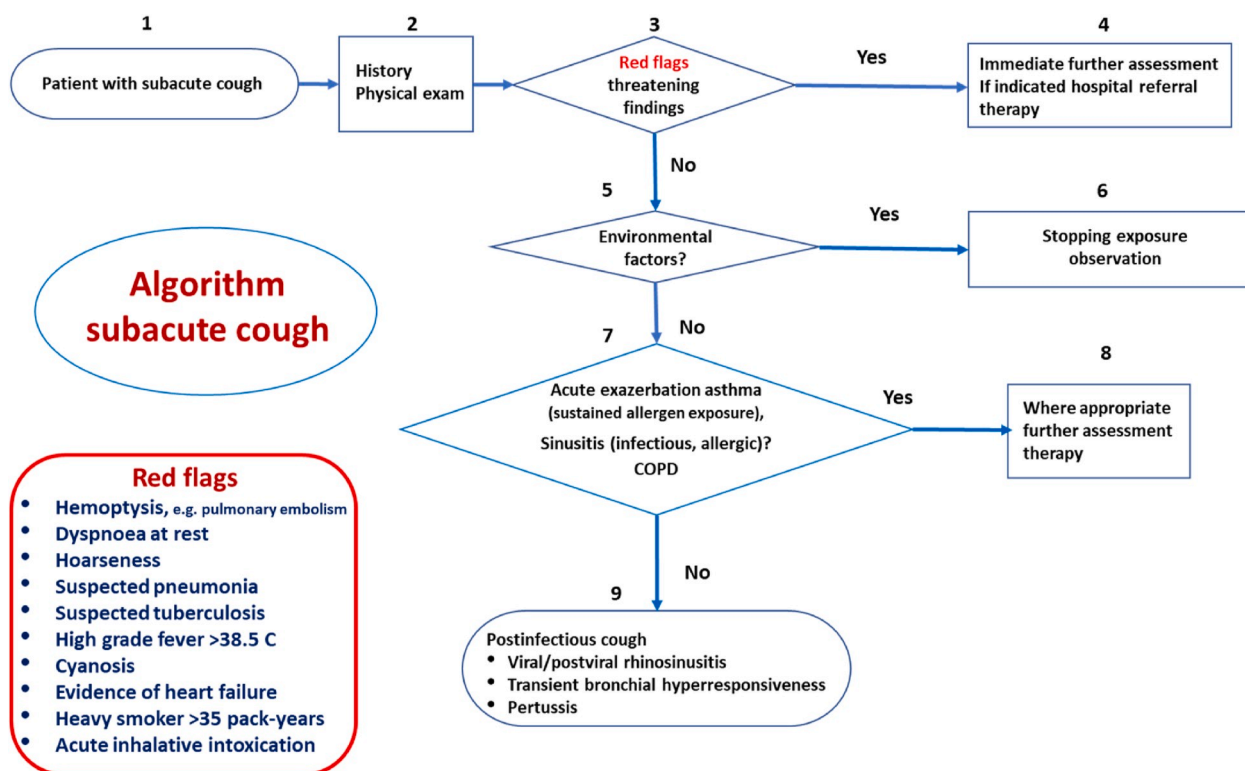 1
Patient with subacute cough
2
History
Physical exam
3
Red flags
threatening
findings
Yes
4
Immediate further assessment
If indicated hospital referral
therapy
No
5
Environmental
factors?
Yes
6
Stopping exposure
observation
No
7
Acute exazerbation asthma
(sustained allergen exposure),
Sinusitis (infectious, allergic)?
COPD
Yes
8
Where appropriate
further assessment
therapy
No
9
Postinfectious cough
• Viral/postviral rhinosinusitis
• Transient bronchial hyperresponsiveness
• Pertussis
Algorithm
subacute cough
Red flags
• Hemoptysis, e.g. pulmonary embolism
• Dyspnoea at rest
• Hoarseness
• Suspected pneumonia
• Suspected tuberculosis
• High grade fever >38.5 C
• Cyanosis
• Evidence of heart failure
• Heavy smoker >35 pack-years
• Acute inhalative intoxication